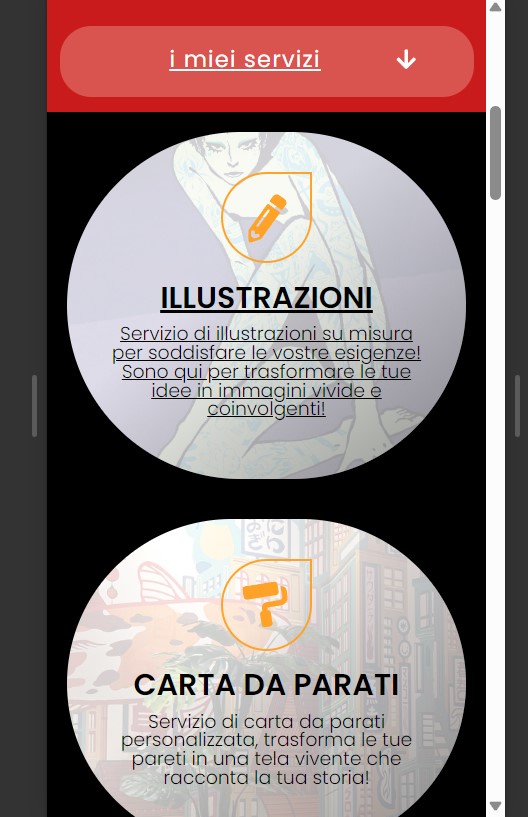 i miei servizi
ILLUSTRAZIONI
Servizio di illustrazioni su misura
per soddisfare le vostre esigenze!
Sono qui per trasformare le tue
idee in immagini vivide e
coinvolgenti!
CARTA DA PARATI
Servizio di carta da parati
personalizzata, trasforma le tue
pareti in una tela vivente che
racconta la tua storia!